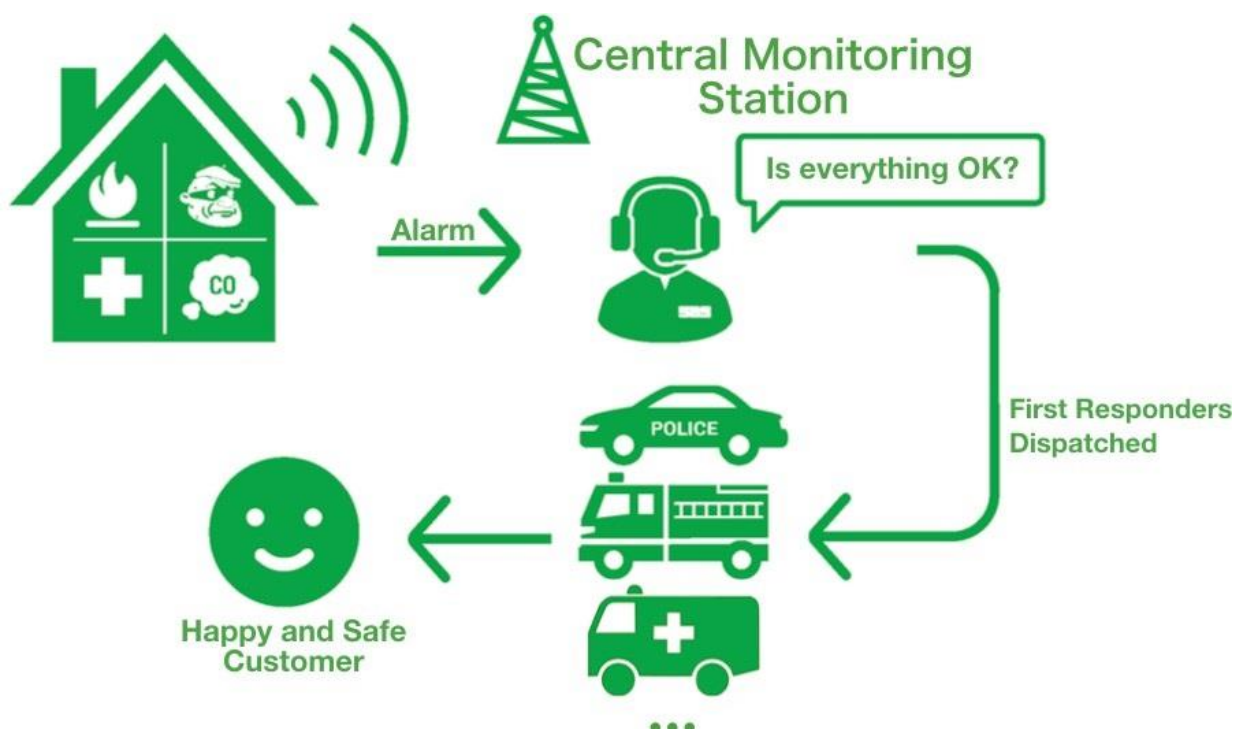 Central Monitoring
Station
Is everything OK?
Alarm
CO
POLICE
First Responders
Dispatched
Happy and Safe
Customer
...